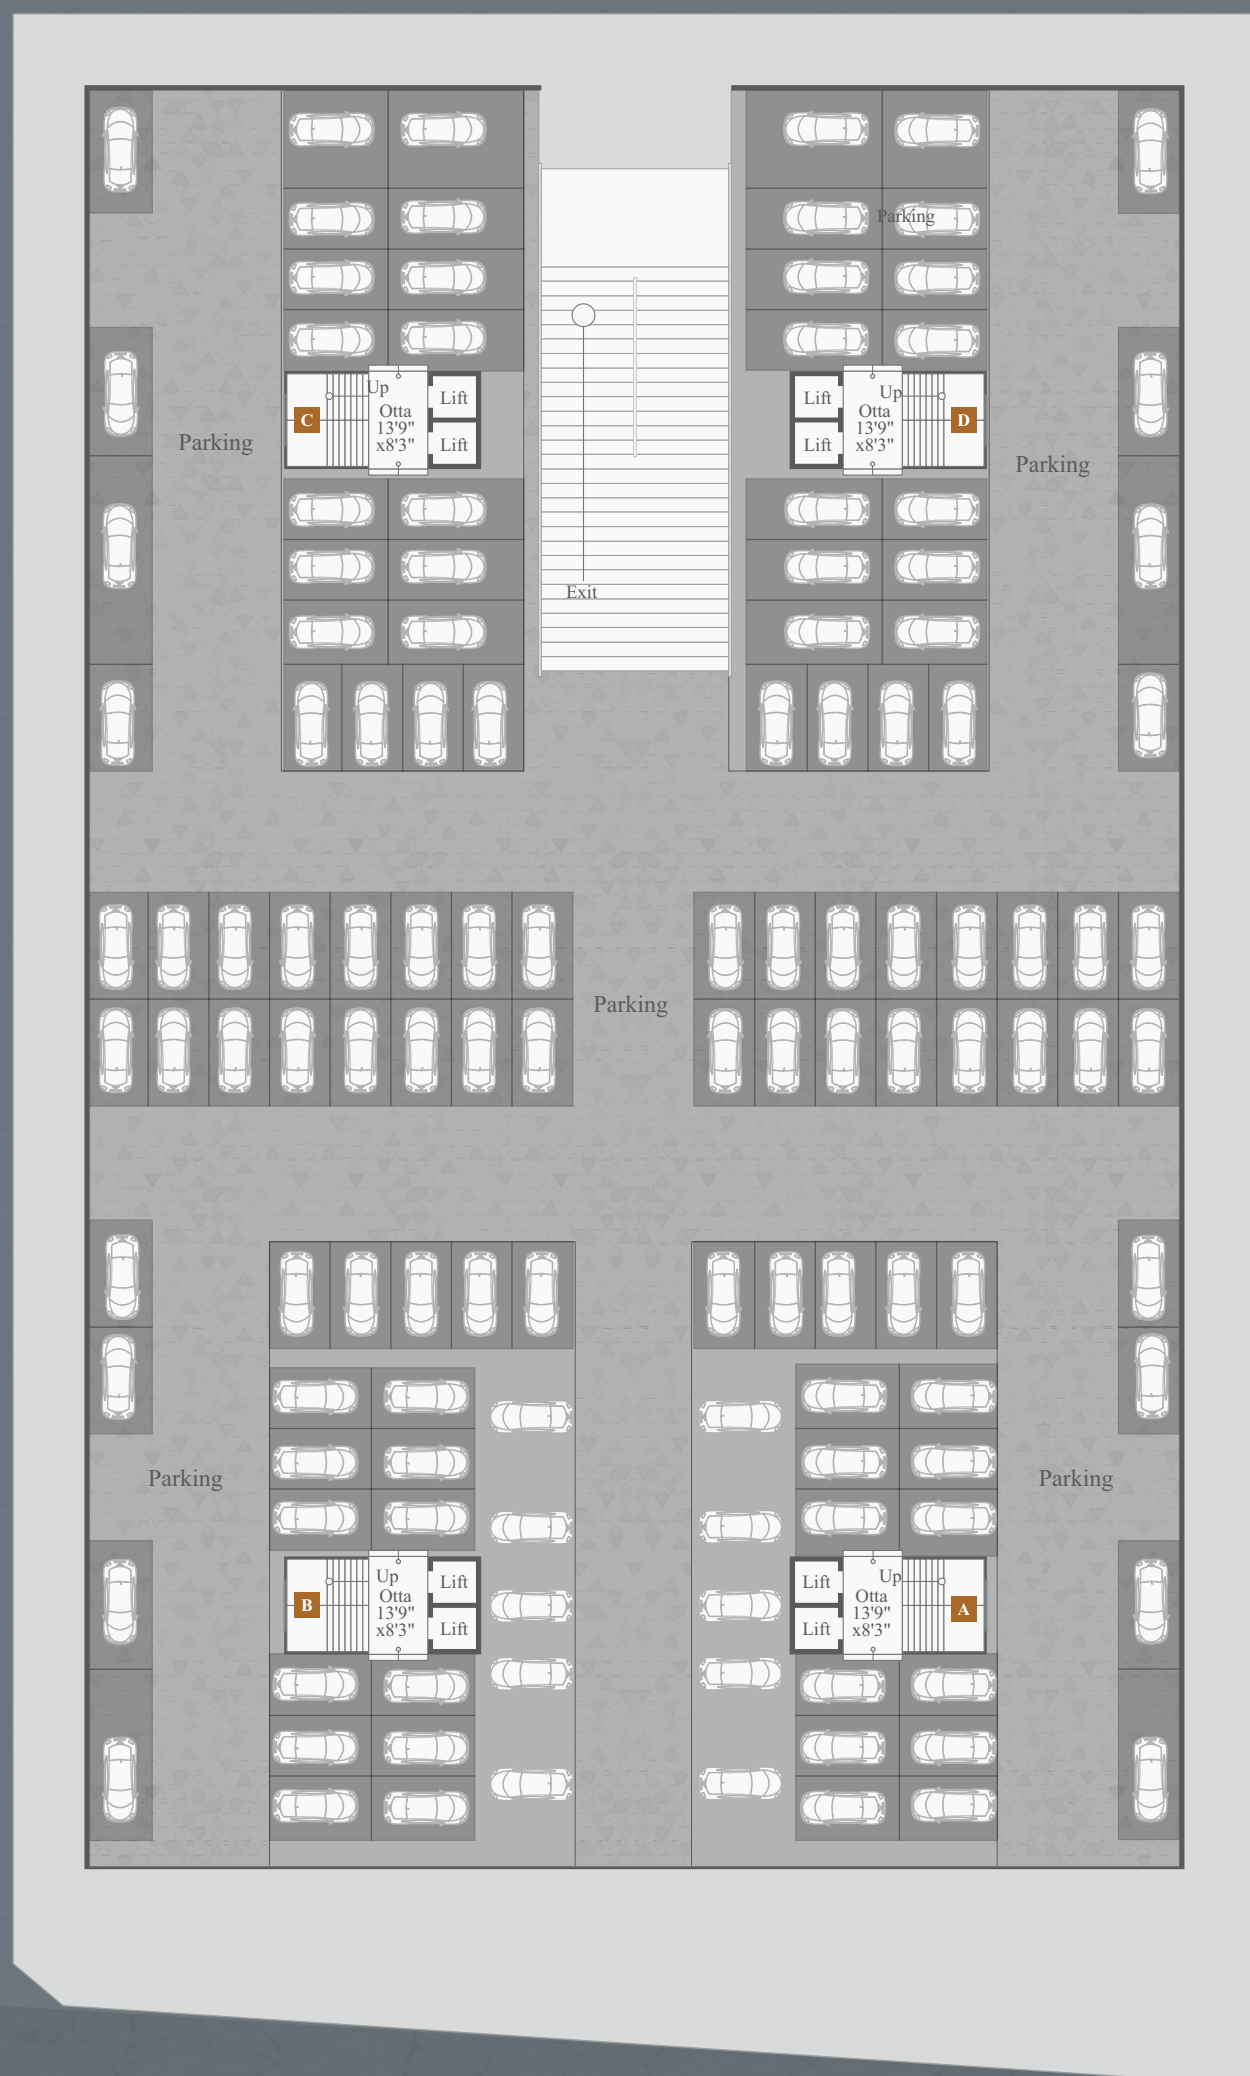 Parking
Up
Otta
13'9"
x8'3"
Lift
Lift
C
Lift
Lift
Up
Otta
13'9"
x8'3"
D
Parking
Parking
Exit
Parking
Parking
Parking
Up
Otta
13'9"
x8'3"
Lift
Lift
B
Lift
Lift
Up
Otta
13'9"
x8'3"
A